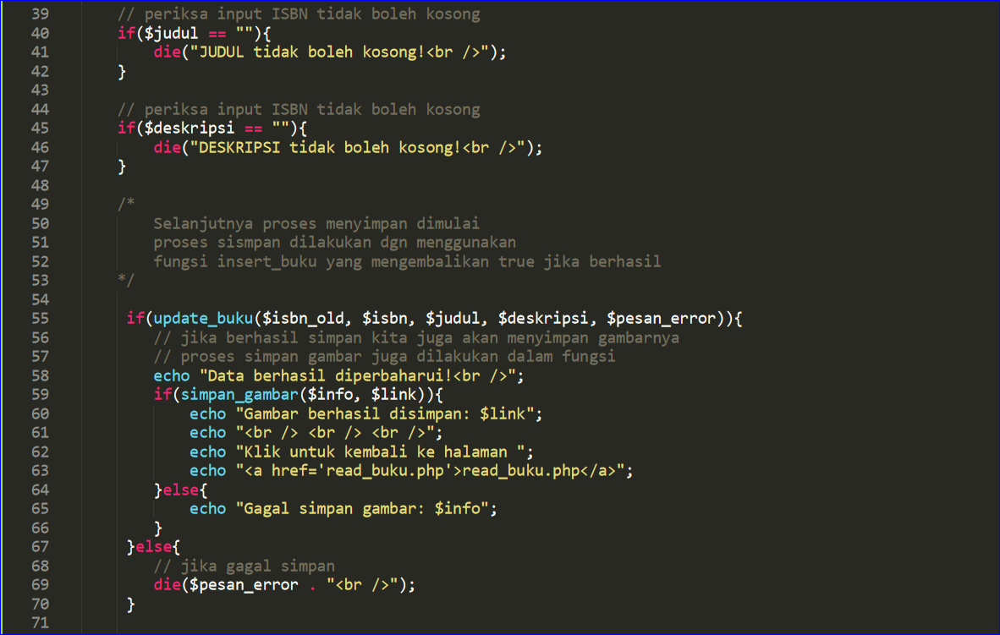 39 // periksa input ISBN tidak boleh kosong
40 if($judul == ""){
41 die("JUDUL tidak boleh kosong!<br />");
42 }
43
44 // periksa input ISBN tidak boleh kosong
45 if($deskripsi == ""){
46 die("DESKRIPSI tidak boleh kosong!<br />");
47 }
48
49 /*
50 Selanjutnya proses menyimpan dimulai
51 proses sismpan dilakukan dgn menggunakan
52 fungsi insert_buku yang mengembalikan true jika berhasil
53 */
54
55 if(update_buku($isbn_old, $isbn, $judul, $deskripsi, $pesan_error)){
56 // jika berhasil simpan kita juga akan menyimpan gambarnya
57 // proses simpan gambar juga dilakukan dalam fungsi
58 echo "Data berhasil diperbaharui!<br />";
59 if(simpan_gambar($info, $link)){
60 echo "Gambar berhasil disimpan: $link";
61 echo "<br /> <br /> <br />";
62 echo "Klik untuk kembali ke halaman ";
63 echo "<a href='read_buku.php'>read_buku.php</a>";
64 }else{
65 echo "Gagal simpan gambar: $info";
66 }
67 }else{
68 // jika gagal simpan
69 die($pesan_error . "<br />");
70 }
71